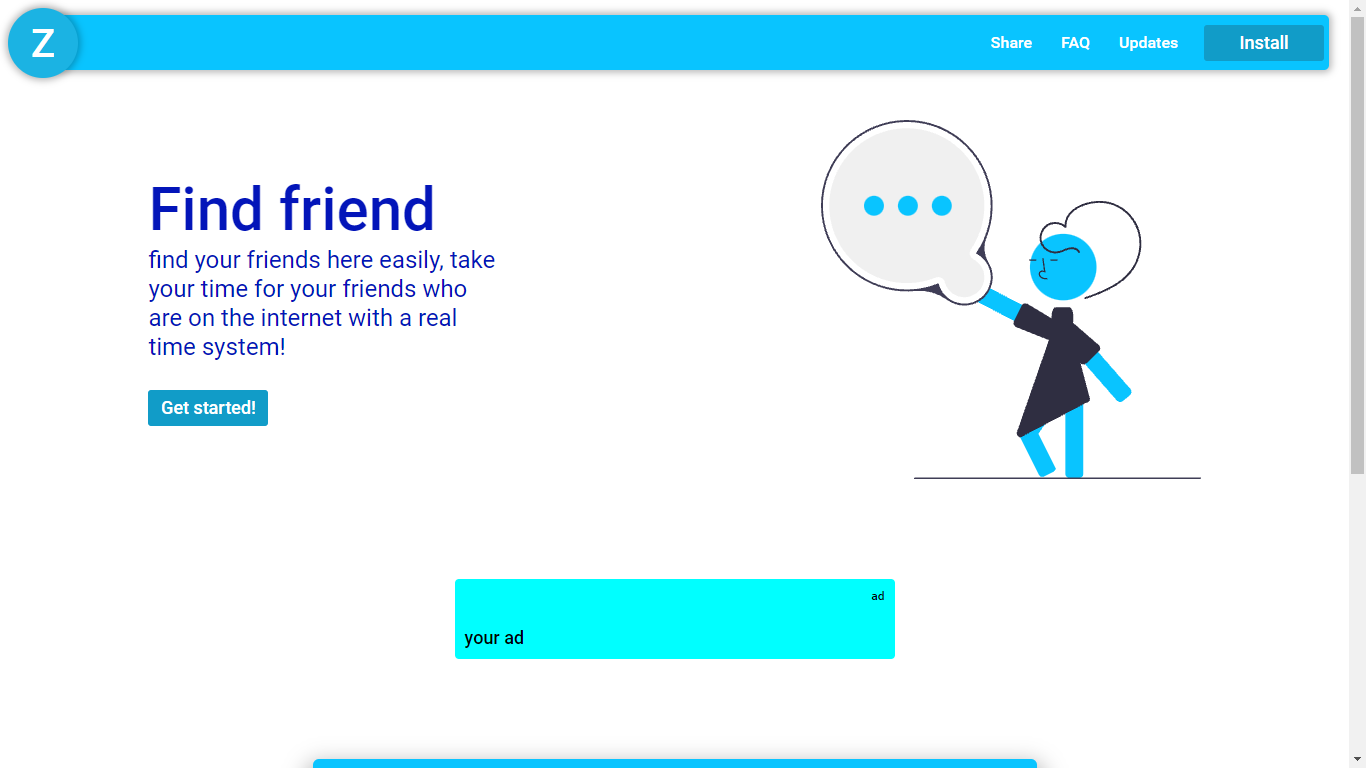 Z
Share FAQ Updates Install
Find friend
find your friends here easily, take
your time for your friends who
are on the internet with a real
time system!
Get started!
ad
your ad